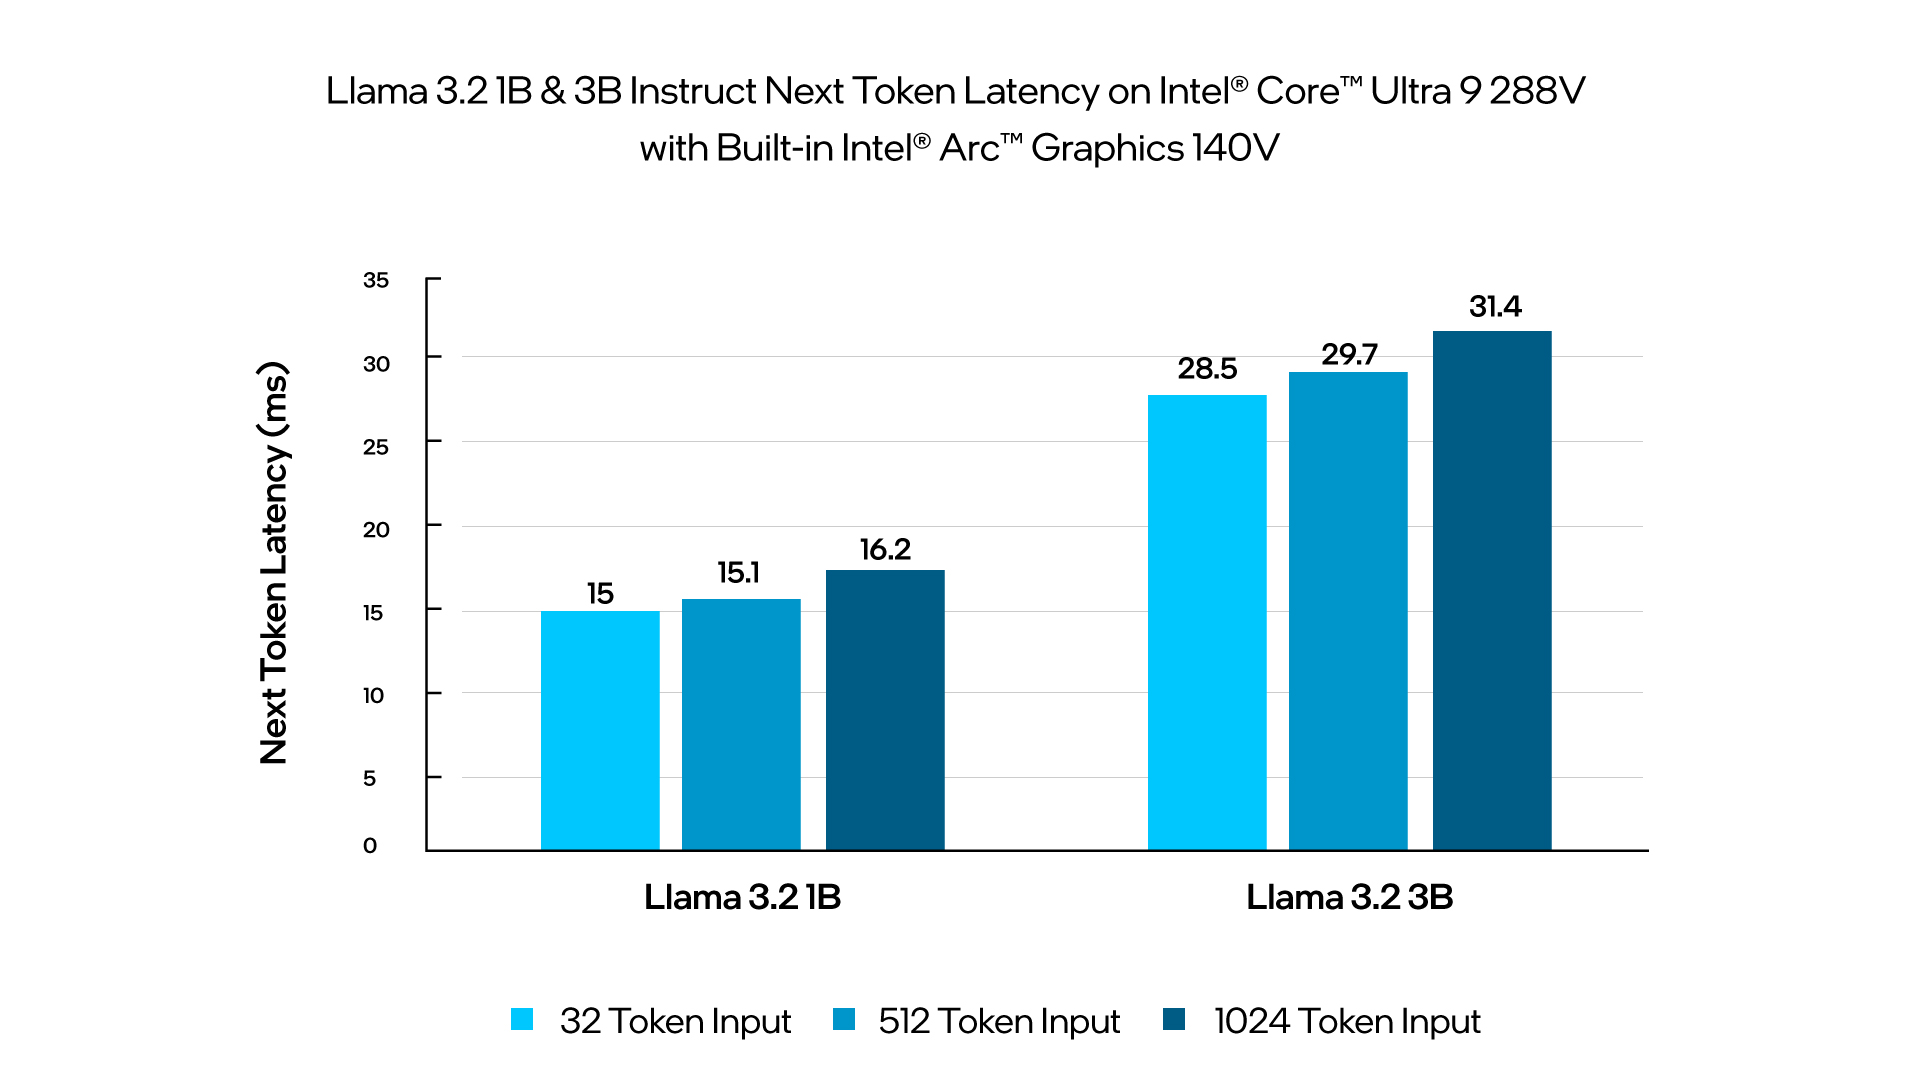 Llama 3.2 1B & 3B Instruct Next Token Latency on Intel® Core™ Ultra 9 288V
with Built-in Intel® Arc™ Graphics 140V
Next Token Latency (ms)
35
30
25
20
15
10
5
0
15
15.1
16.2
28.5
29.7
31.4
Llama 3.2 1B
Llama 3.2 3B
32 Token Input
512 Token Input
1024 Token Input